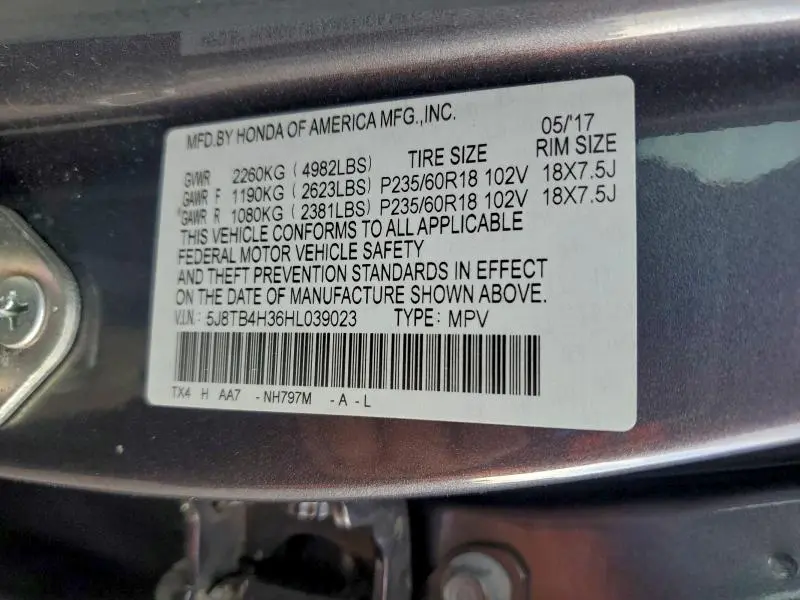 MFD.BY HONDA OF AMERICA MFG.,INC. 05/'17
GVWR 2260KG ( 4982LBS) TIRE SIZE RIM SIZE
GAWR F 1190KG ( 2623LBS) P235/60R18 102V 18X7.5J
GAWR R 1080KG ( 2381LBS) P235/60R18 102V 18X7.5J
THIS VEHICLE CONFORMS TO ALL APPLICABLE
FEDERAL MOTOR VEHICLE SAFETY
AND THEFT PREVENTION STANDARDS IN EFFECT
ON THE DATE OF MANUFACTURE SHOWN ABOVE.
V.I.N.: 5J8TB4H36HL039023 TYPE: MPV
TX4 H AA7 - NH797M - A - L